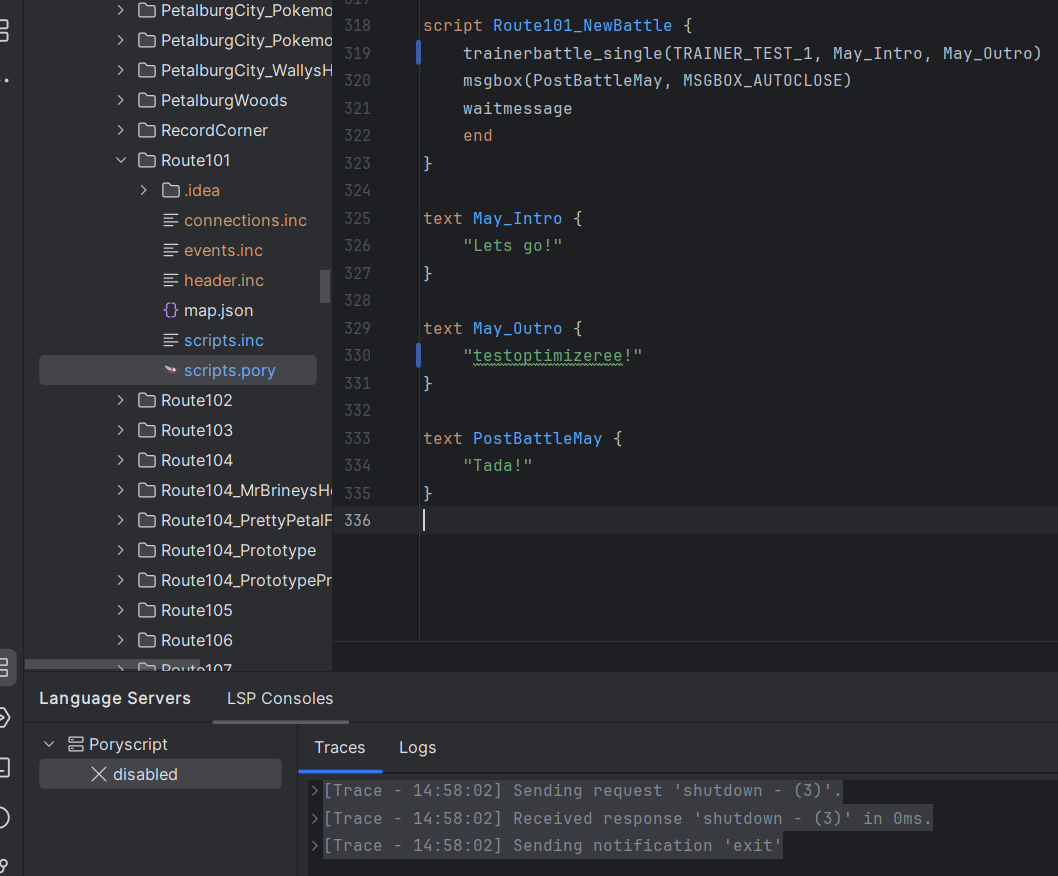 PetalburgCity_Pokemo
PetalburgCity_Pokemo
PetalburgCity_WallysH
PetalburgWoods
RecordCorner
Route101
.idea
connections.inc
events.inc
header.inc
map.json
scripts.inc
scripts.pory
Route102
Route103
Route104
Route104_MrBrineysHo
Route104_PrettyPetalF
Route104_Prototype
Route104_PrototypePr
Route105
Route106
Route107
318 script Route101_NewBattle {
319 trainerbattle_single(TRAINER_TEST_1, May_Intro, May_Outro)
320 msgbox(PostBattleMay, MSGBOX_AUTOCLOSE)
321 waitmessage
322 end
323 }
324
325 text May_Intro {
326 "Lets go!"
327 }
328
329 text May_Outro {
330 "testoptimizeree!"
331 }
332
333 text PostBattleMay {
334 "Tada!"
335 }
336
Language Servers LSP Consoles
Poryscript
disabled
Traces Logs
[Trace - 14:58:02] Sending request 'shutdown - (3)'.
[Trace - 14:58:02] Received response 'shutdown - (3)' in 0ms.
[Trace - 14:58:02] Sending notification 'exit'